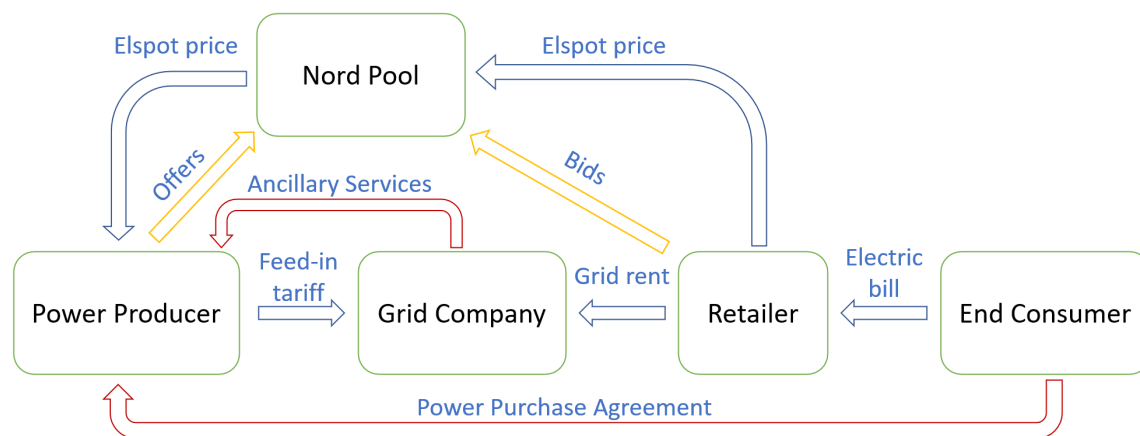 Elspot price
Nord Pool
Elspot price
Offers
Bids
Ancillary Services
Power Producer
Feed-in
tariff
Grid Company
Grid rent
Retailer
Electric
bill
End Consumer
Power Purchase Agreement